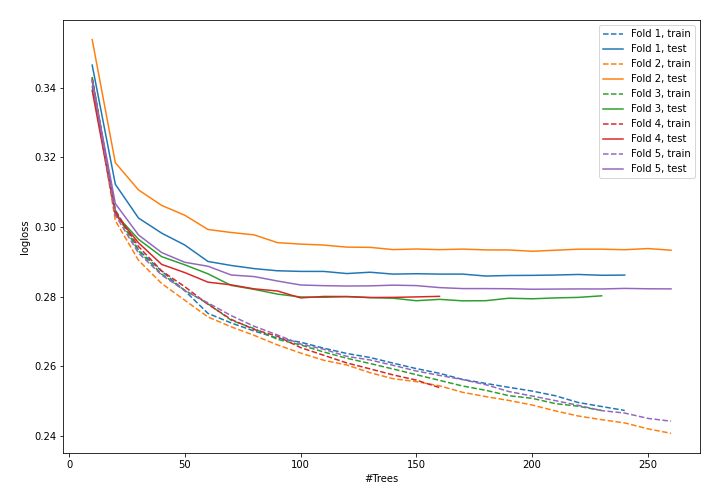 Fold 1, train
Fold 1, test
Fold 2, train
Fold 2, test
Fold 3, train
Fold 3, test
Fold 4, train
Fold 4, test
Fold 5, train
Fold 5, test
logloss
0.34
0.32
0.30
0.28
0.26
0.24
0 50 100 150 200 250
#Trees